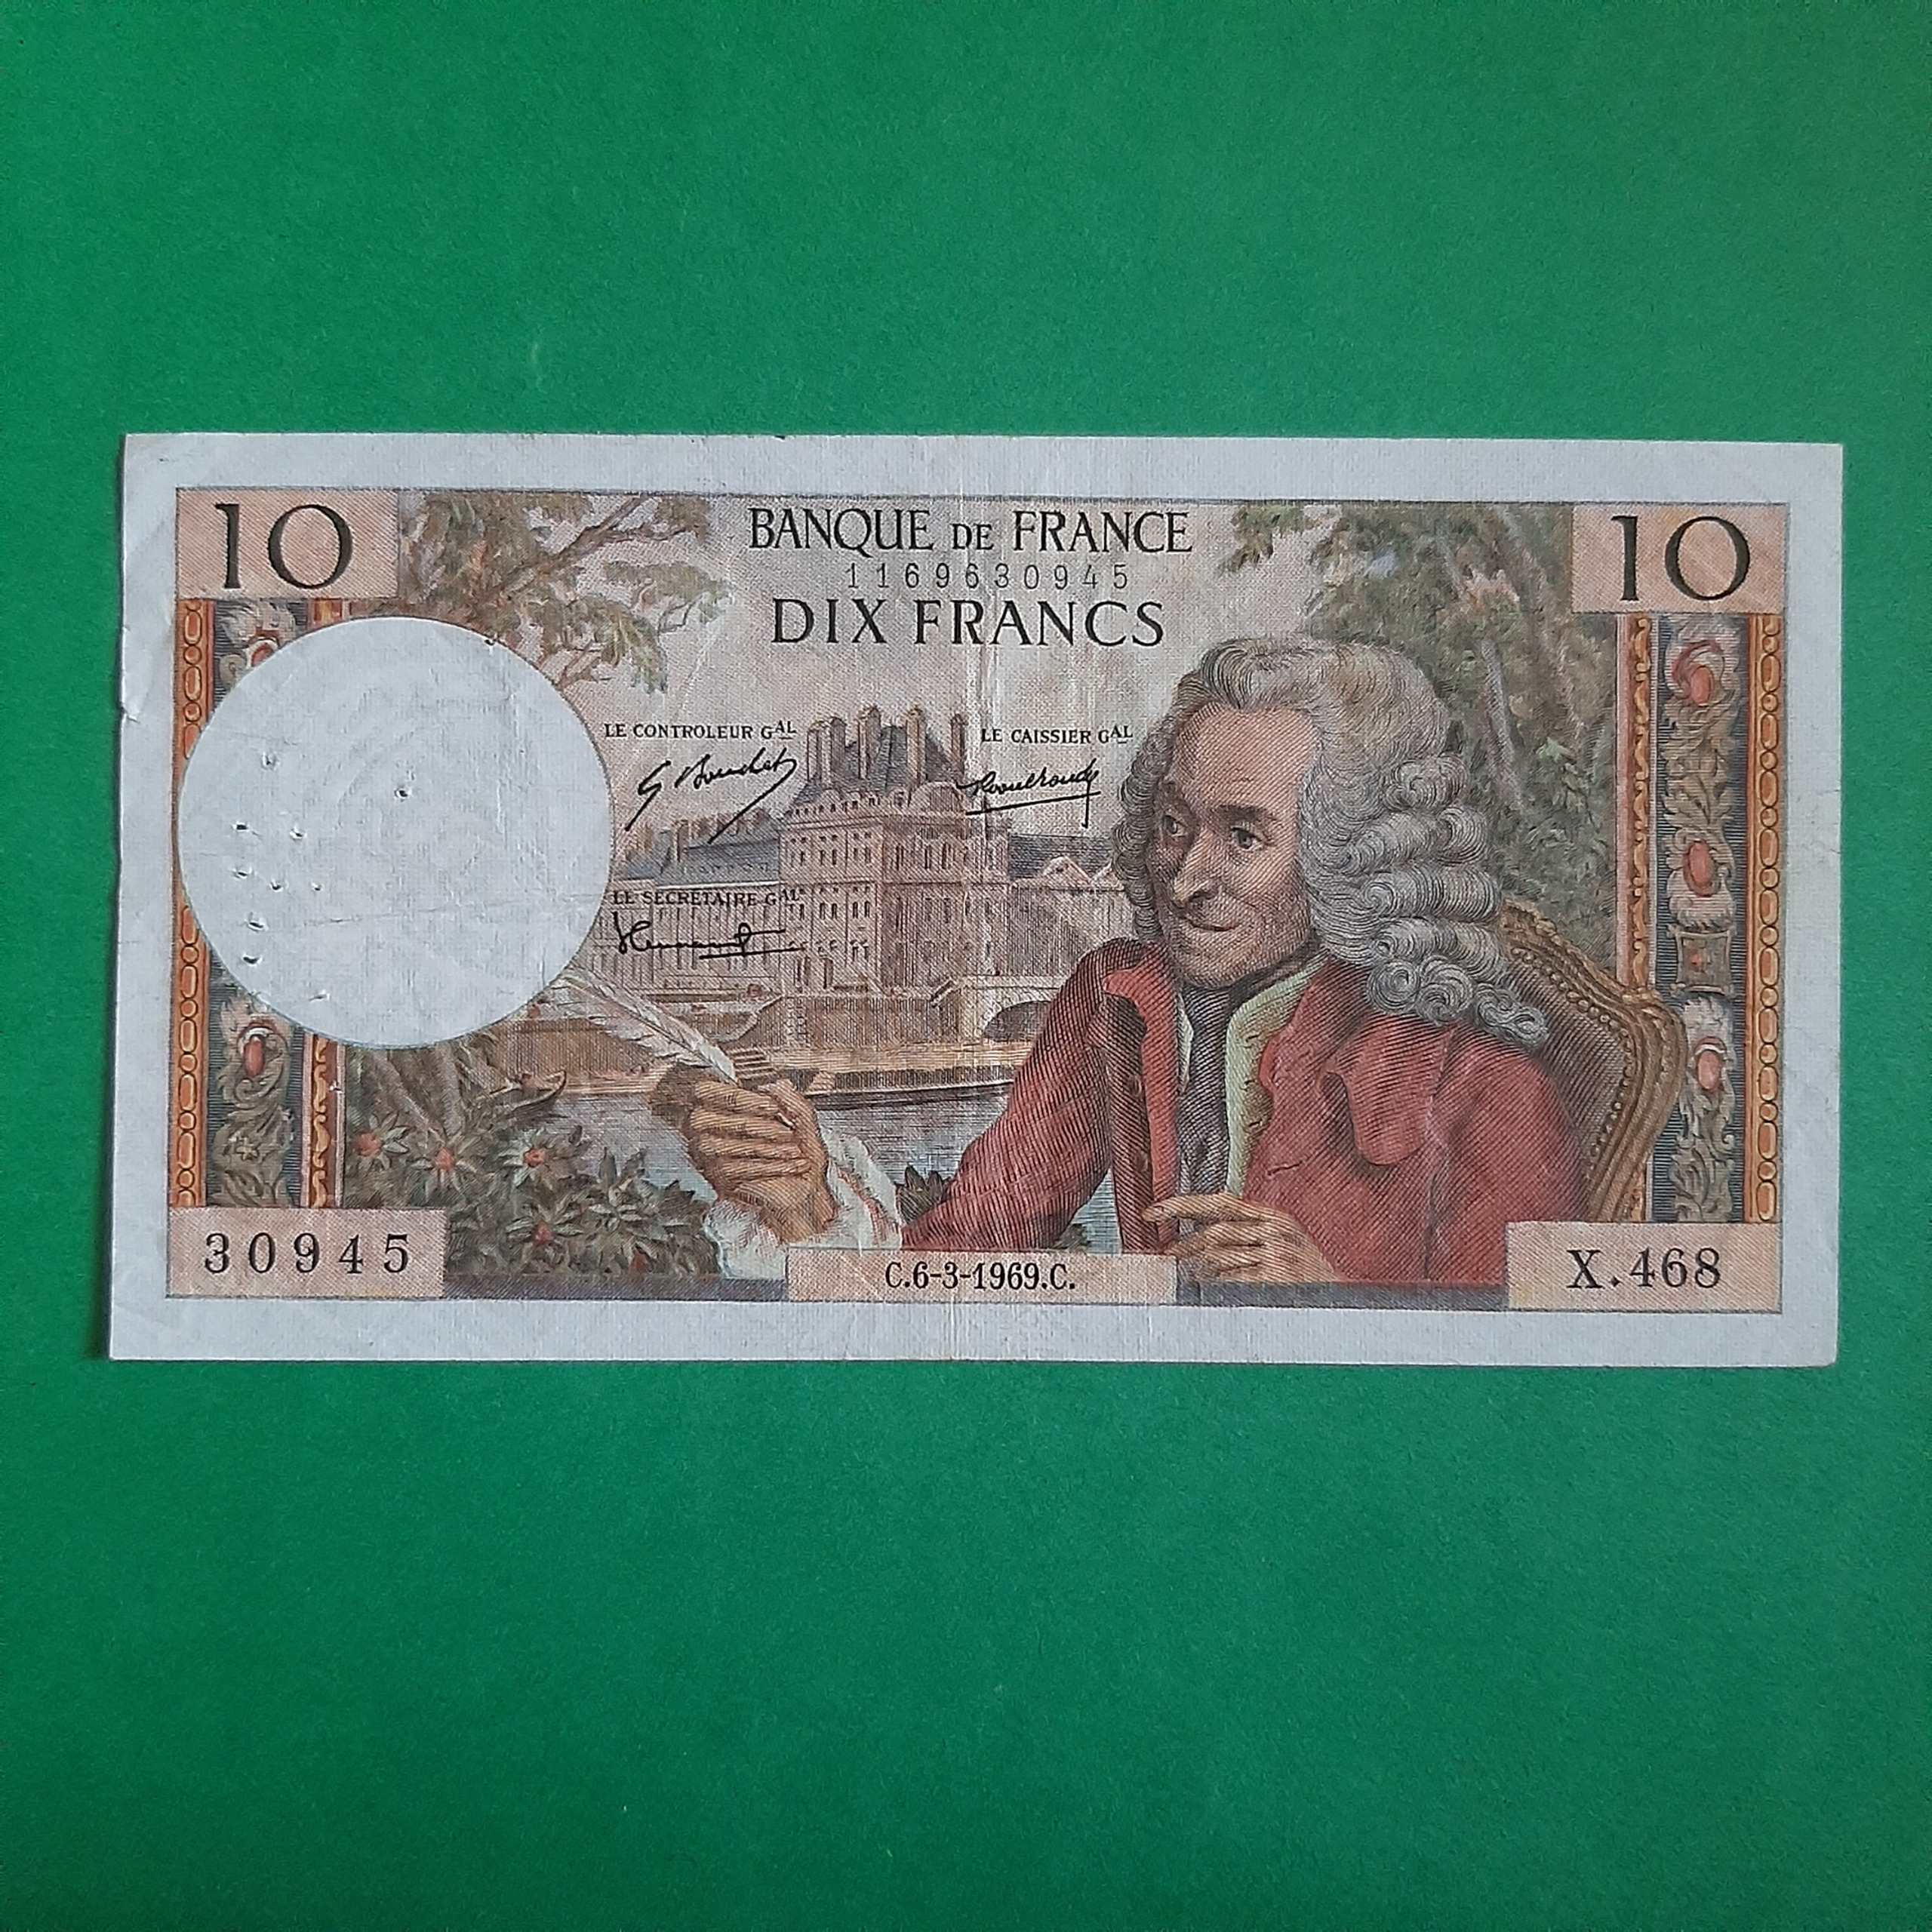 10
BANQUE DE FRANCE
10
1169630945
DIX FRANCS
LE CONTROLEUR GAL
LE CAISSIER GAL
G Bouchet
LE SECRETAIRE GAL
30945
C.6-3-1969.C.
X.468